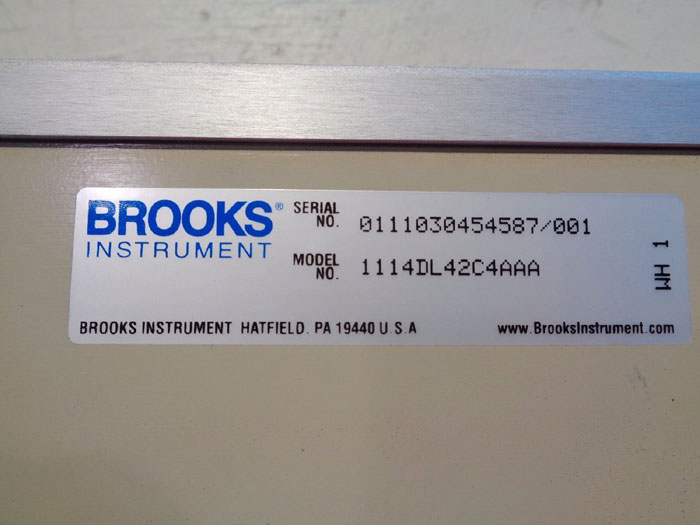 BROOKS®
INSTRUMENT
SERIAL
NO. 0111030454587/001
MODEL
NO. 1114DL42C4AAA
WH 1
BROOKS INSTRUMENT HATFIELD. PA 19440 U.S.A
www.BrooksInstrument.com